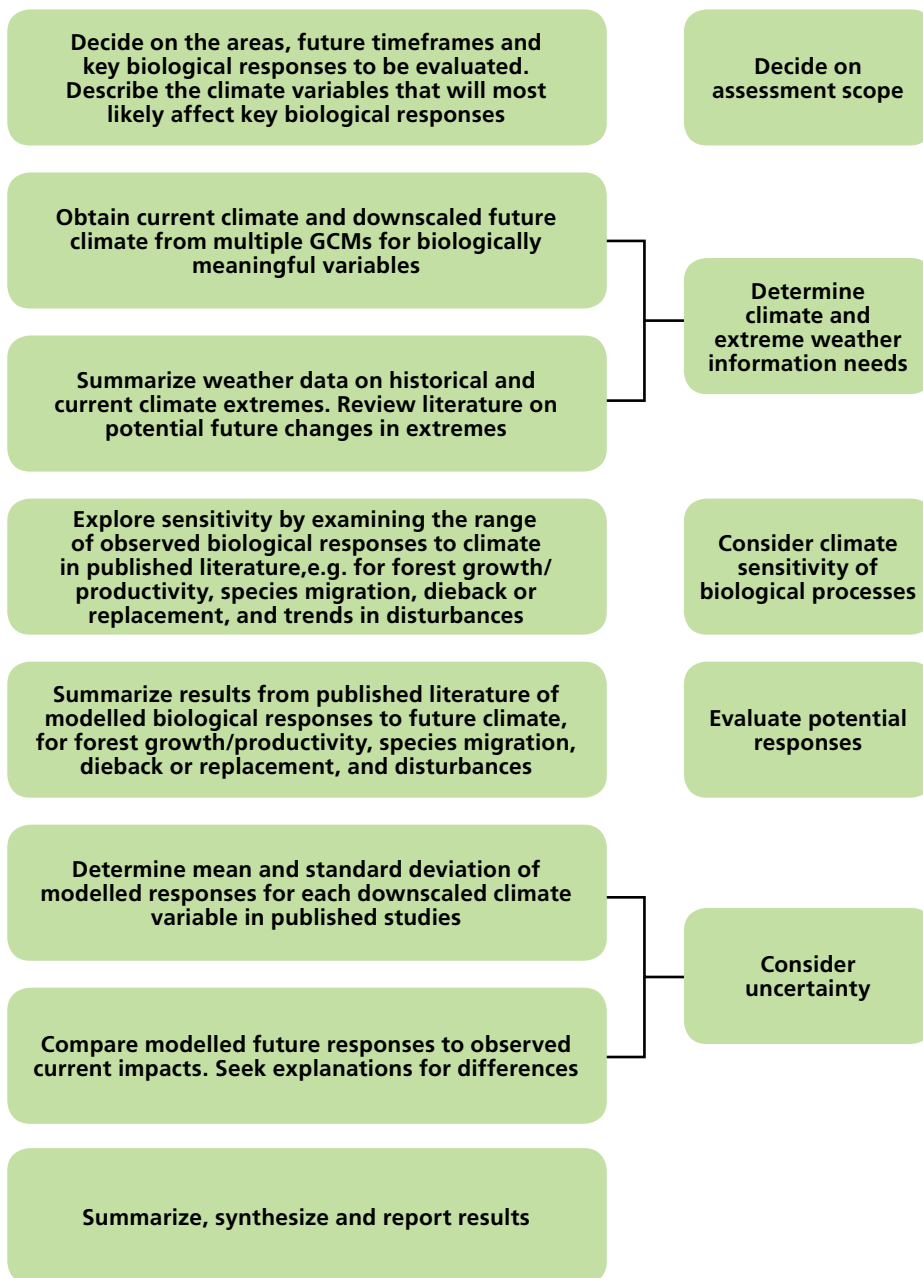 Decide on the areas, future timeframes and
key biological responses to be evaluated.
Describe the climate variables that will most
likely affect key biological responses
Decide on
assessment scope
Obtain current climate and downscaled future
climate from multiple GCMs for biologically
meaningful variables
Summarize weather data on historical and
current climate extremes. Review literature on
potential future changes in extremes
Determine
climate and
extreme weather
information needs
Explore sensitivity by examining the range
of observed biological responses to climate
in published literature,e.g. for forest growth/
productivity, species migration, dieback or
replacement, and trends in disturbances
Consider climate
sensitivity of
biological processes
Summarize results from published literature of
modelled biological responses to future climate,
for forest growth/productivity, species migration,
dieback or replacement, and disturbances
Evaluate potential
responses
Determine mean and standard deviation of
modelled responses for each downscaled climate
variable in published studies
Compare modelled future responses to observed
current impacts. Seek explanations for differences
Consider
uncertainty
Summarize, synthesize and report results